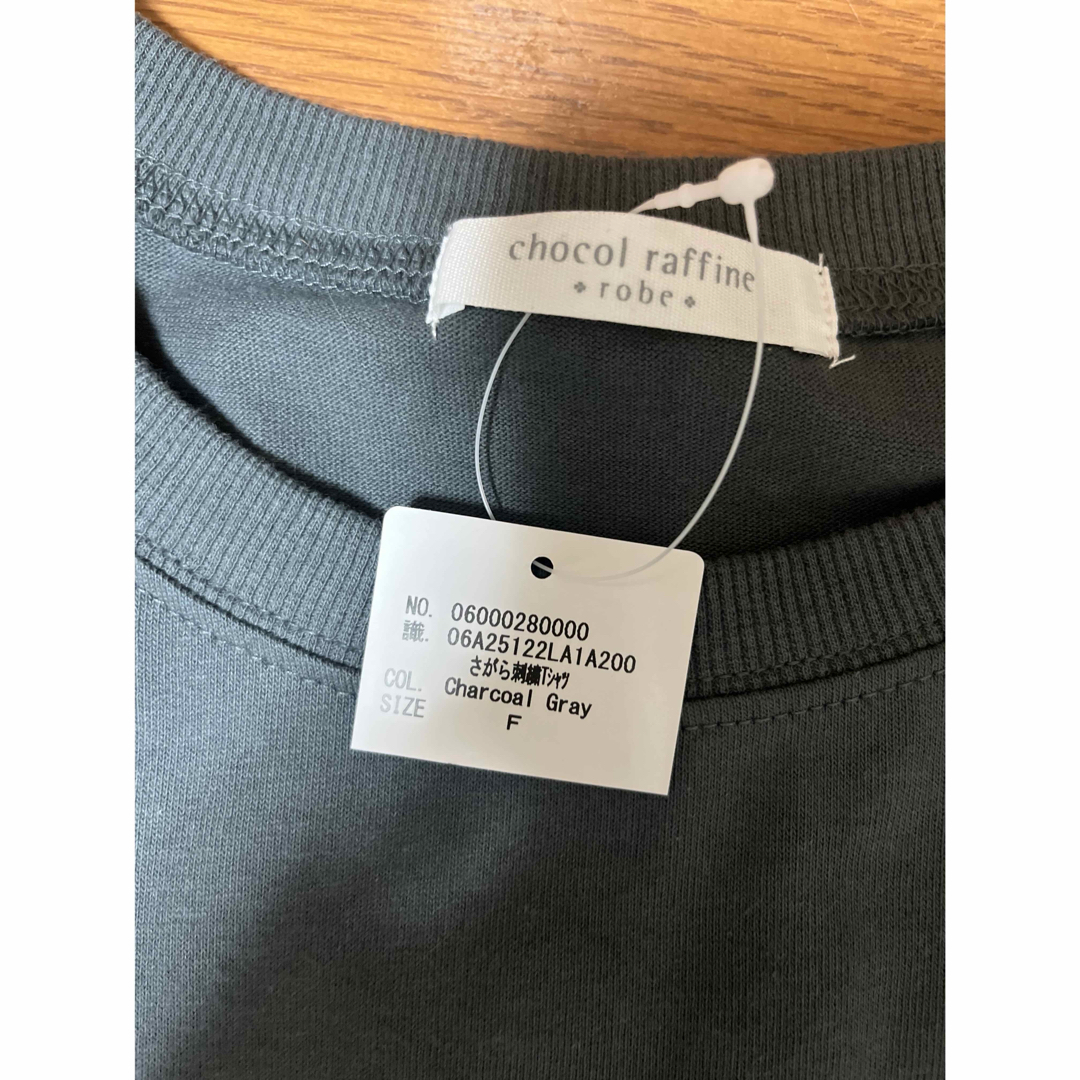 chocol raffine
robe
NO. 06000280000
識. 06A25122LA1A200
さがら刺繍Tシャツ
COL. Charcoal Gray
SIZE F